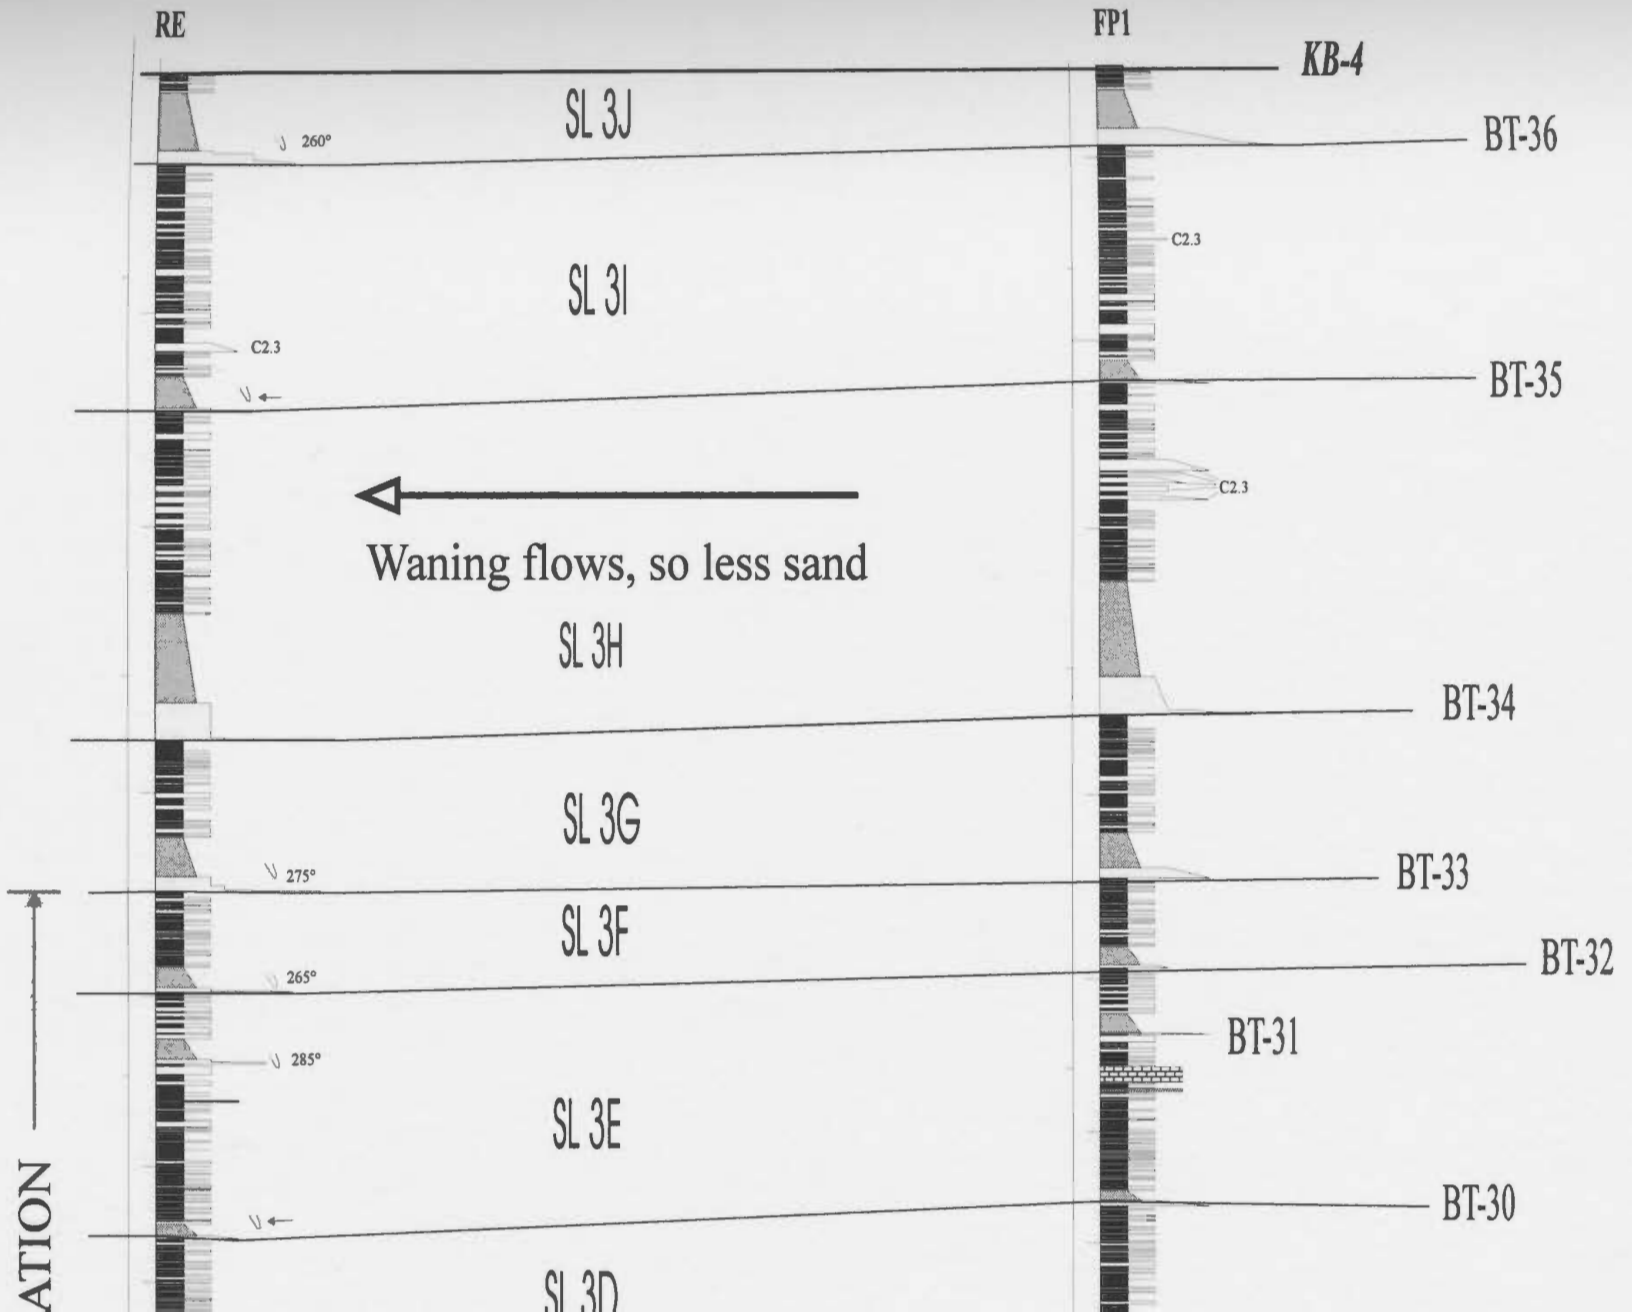 RE
FP1
KB-4
SL 3J
260°
BT-36
C2.3
SL 3I
C2.3
BT-35
C2.3
Waning flows, so less sand
SL 3H
BT-34
SL 3G
275°
BT-33
SL 3F
265°
BT-32
BT-31
285°
SL 3E
BT-30
ATION
SL 3D